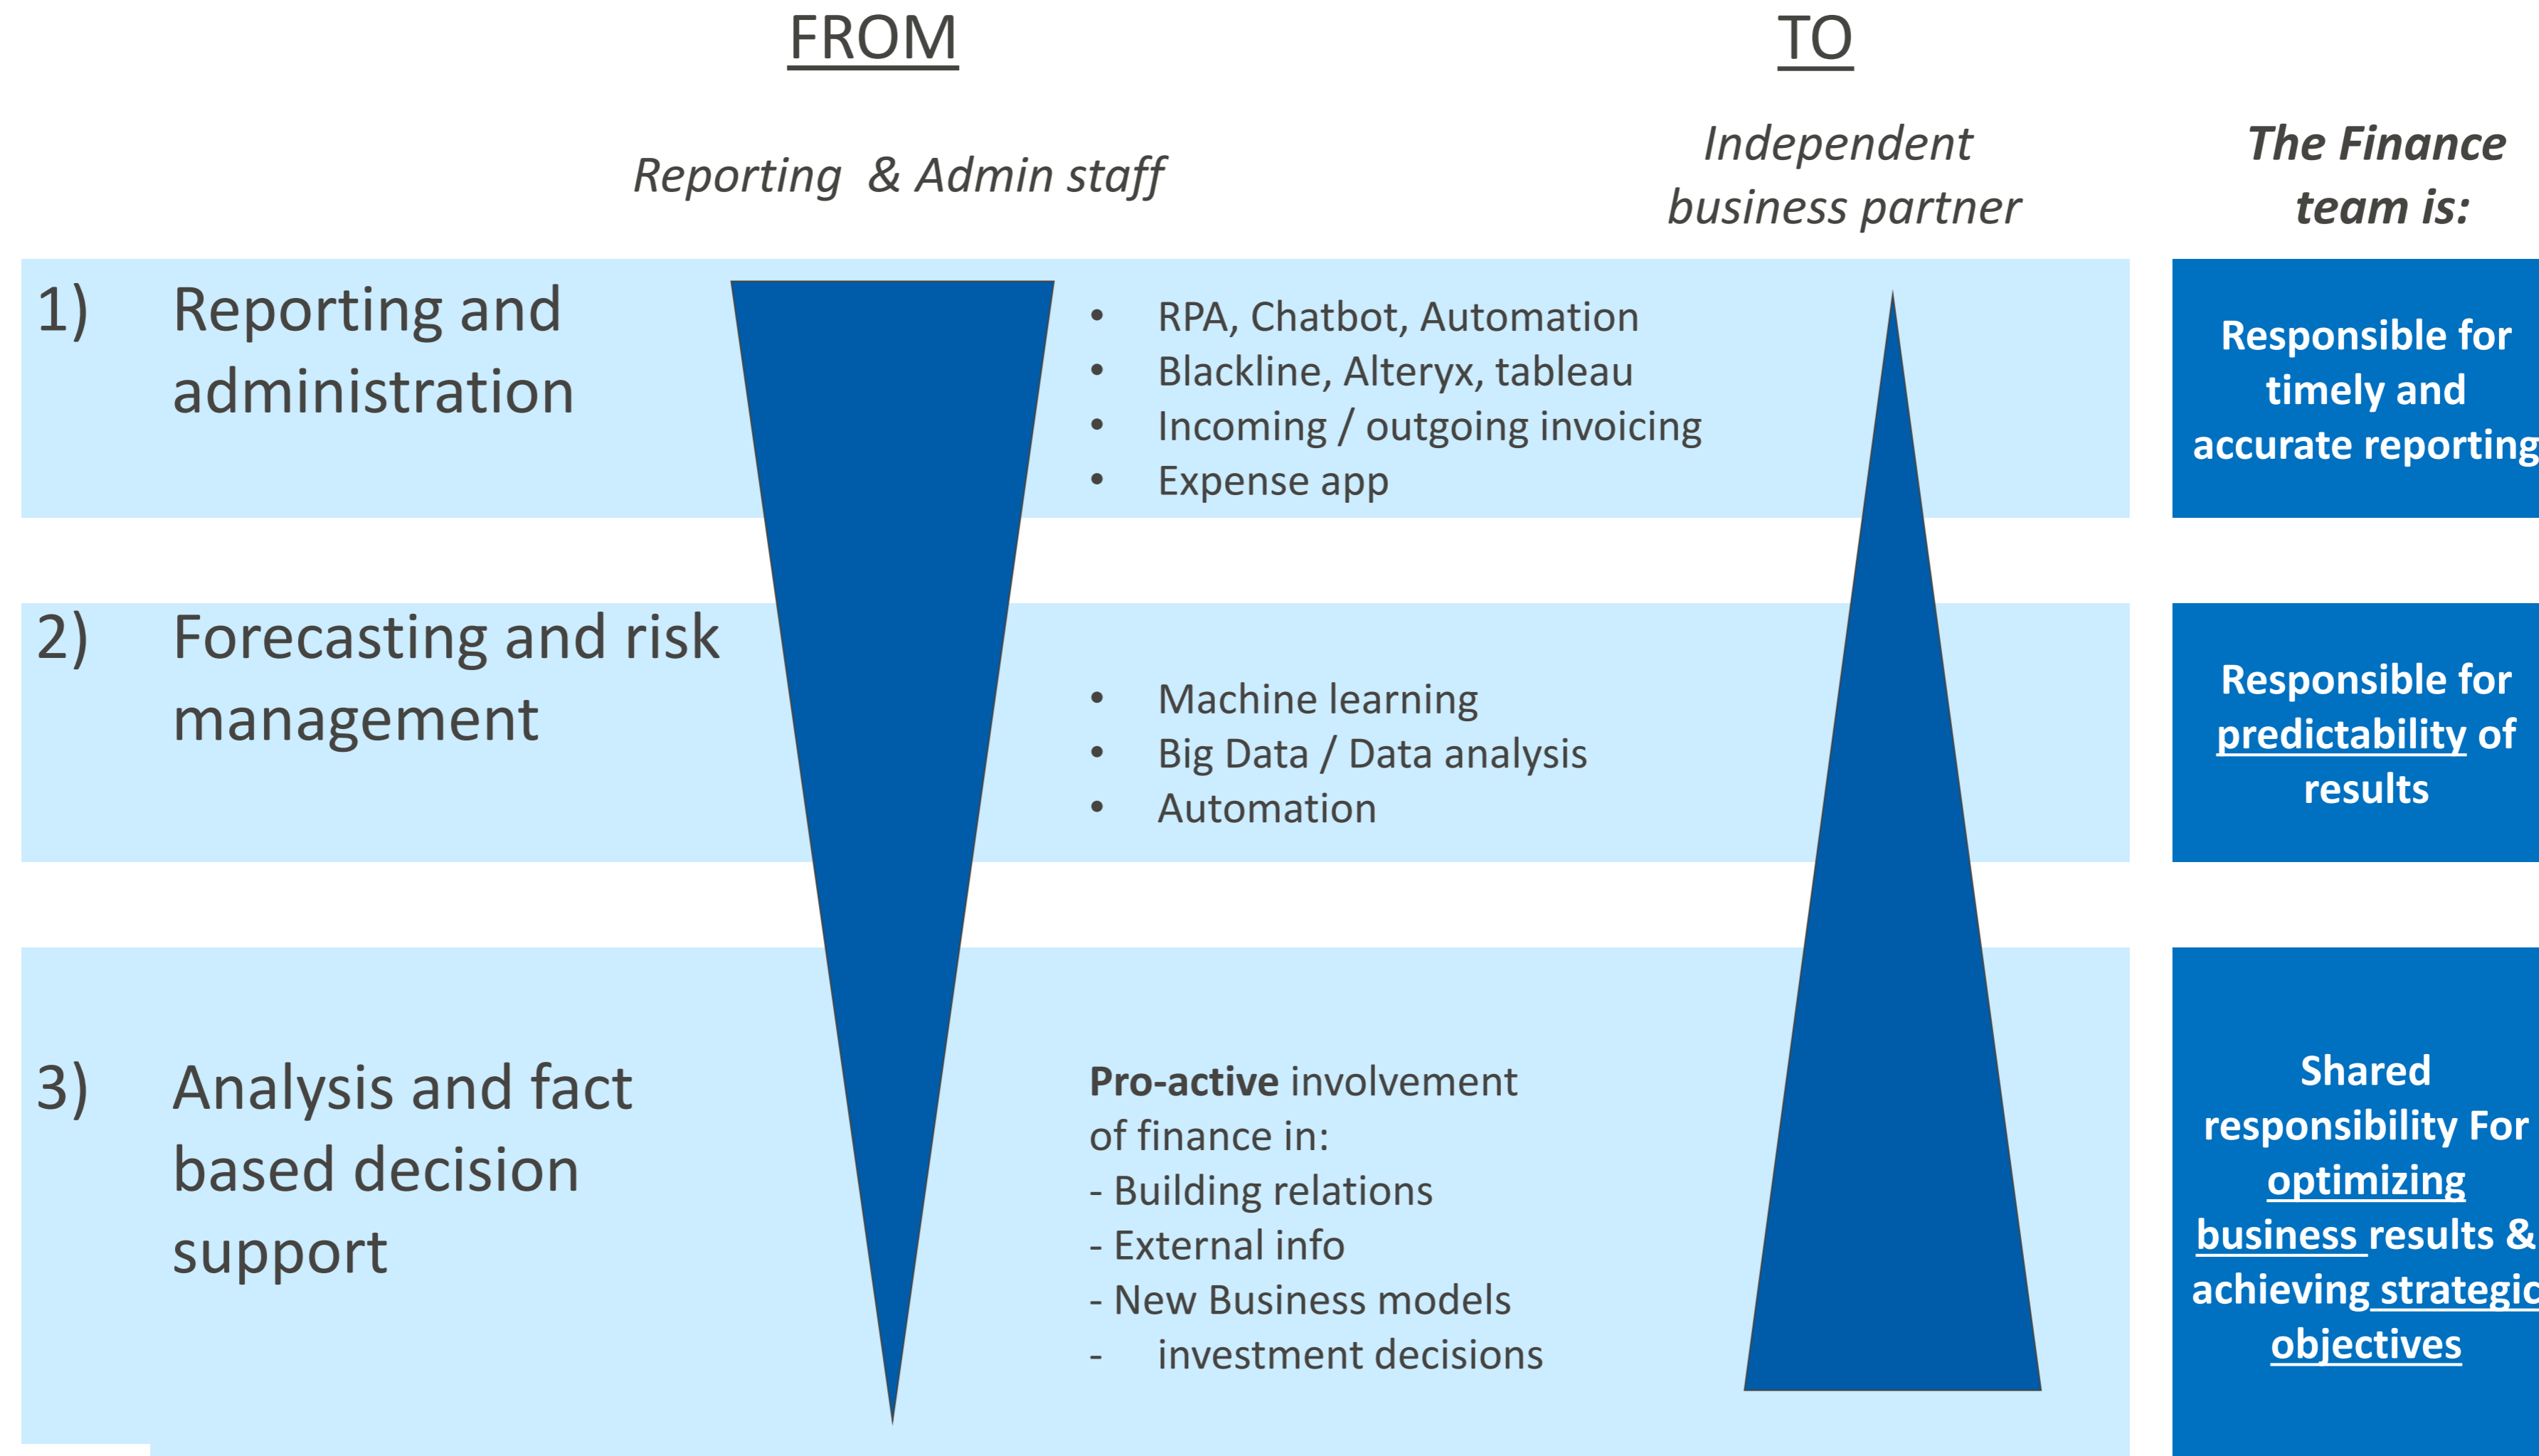 FROM
TO
Reporting & Admin staff
Independent
business partner
The Finance
team is:
1) Reporting and
administration
• RPA, Chatbot, Automation
• Blackline, Alteryx, tableau
• Incoming / outgoing invoicing
• Expense app
Responsible for
timely and
accurate reporting
2) Forecasting and risk
management
• Machine learning
• Big Data / Data analysis
• Automation
Responsible for
predictability of
results
3) Analysis and fact
based decision
support
Pro-active involvement
of finance in:
- Building relations
- External info
- New Business models
- investment decisions
Shared
responsibility For
optimizing
business results &
achieving strategic
objectives